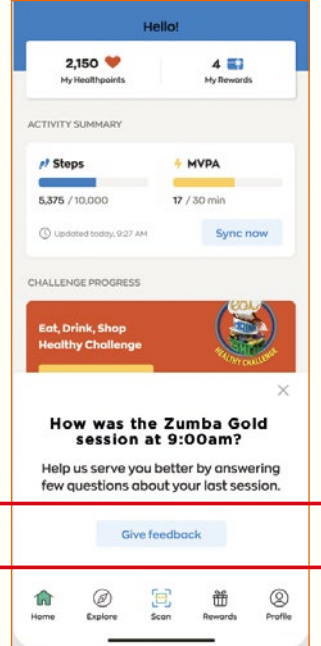 Hello!
2,150
4
My Healthpoints
My Rewards
ACTIVITY SUMMARY
Steps
MVPA
5,375 / 10,000
17 / 30 min
Updated today, 9:27 AM
Sync now
CHALLENGE PROGRESS
Eat, Drink, Shop
Healthy Challenge
HEALTHY CHALLENGE
How was the Zumba Gold
session at 9:00am?
Help us serve you better by answering
few questions about your last session.
Give feedback
Home
Explore
Scan
Rewards
Profile